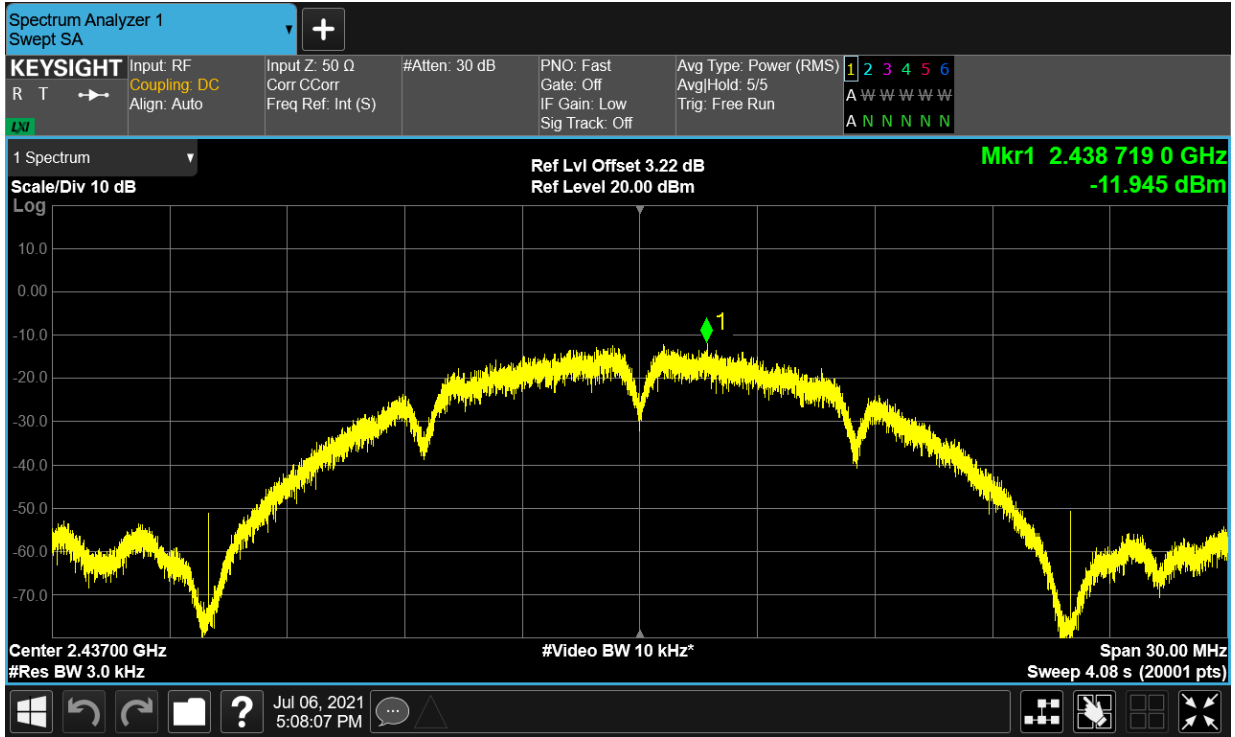 Spectrum Analyzer 1
Swept SA
+
KEYSIGHT Input: RF Input Z: 50 Ω #Atten: 30 dB PNO: Fast Avg Type: Power (RMS) 1 2 3 4 5 6
R T Coupling: DC Corr CCorr Gate: Off Avg|Hold: 5/5 A W W W W W
Align: Auto Freq Ref: Int (S) IF Gain: Low Trig: Free Run
LXI Sig Track: Off A N N N N N
1 Spectrum Ref Lvl Offset 3.22 dB Mkr1 2.438 719 0 GHz
Scale/Div 10 dB Ref Level 20.00 dBm -11.945 dBm
Log
10.0
0.00
1
-10.0
-20.0
-30.0
-40.0
-50.0
-60.0
-70.0
Center 2.43700 GHz #Video BW 10 kHz* Span 30.00 MHz
#Res BW 3.0 kHz Sweep 4.08 s (20001 pts)
? Jul 06, 2021
5:08:07 PM